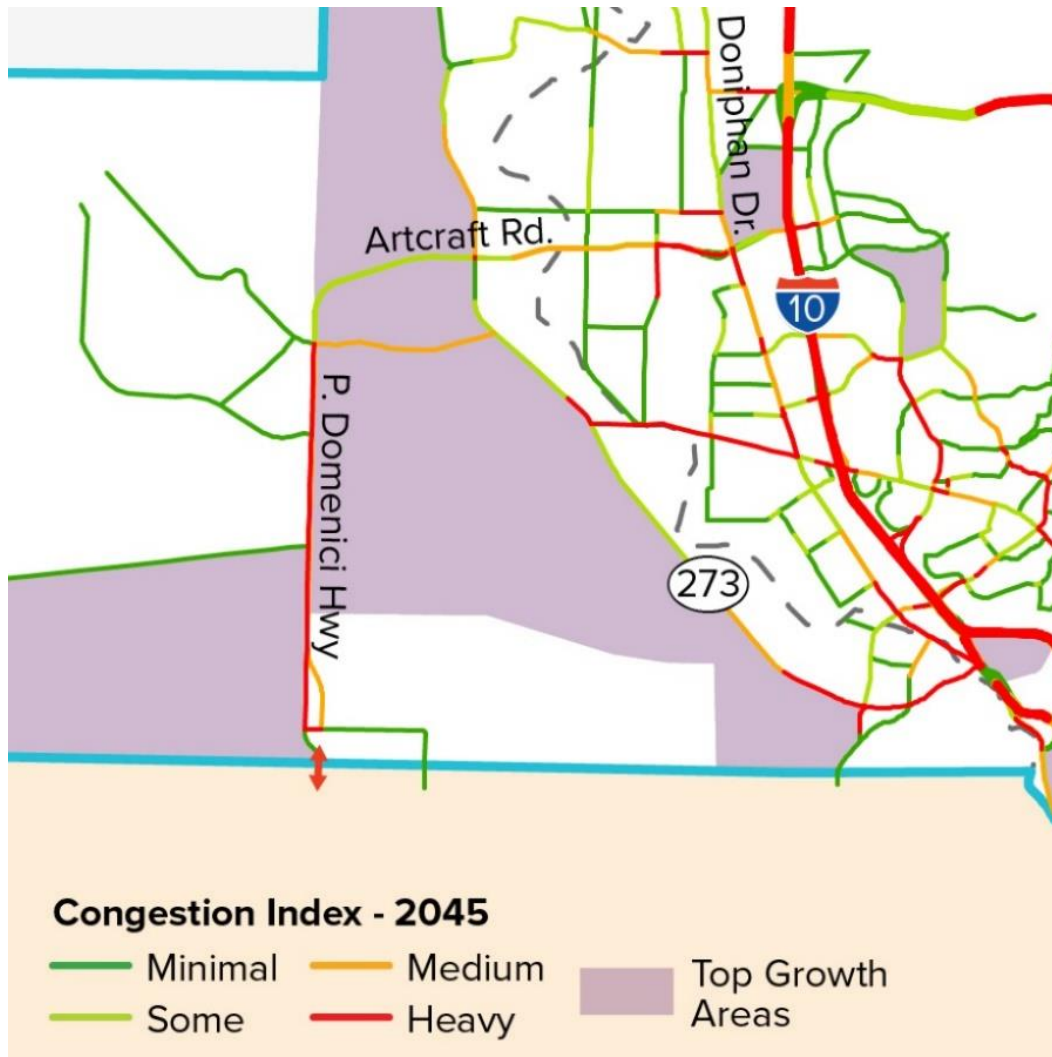 Doniphan Dr.
Artcraft Rd.
10
P. Domenici Hwy
273
Congestion Index - 2045
Minimal
Medium
Some
Heavy
Top Growth
Areas